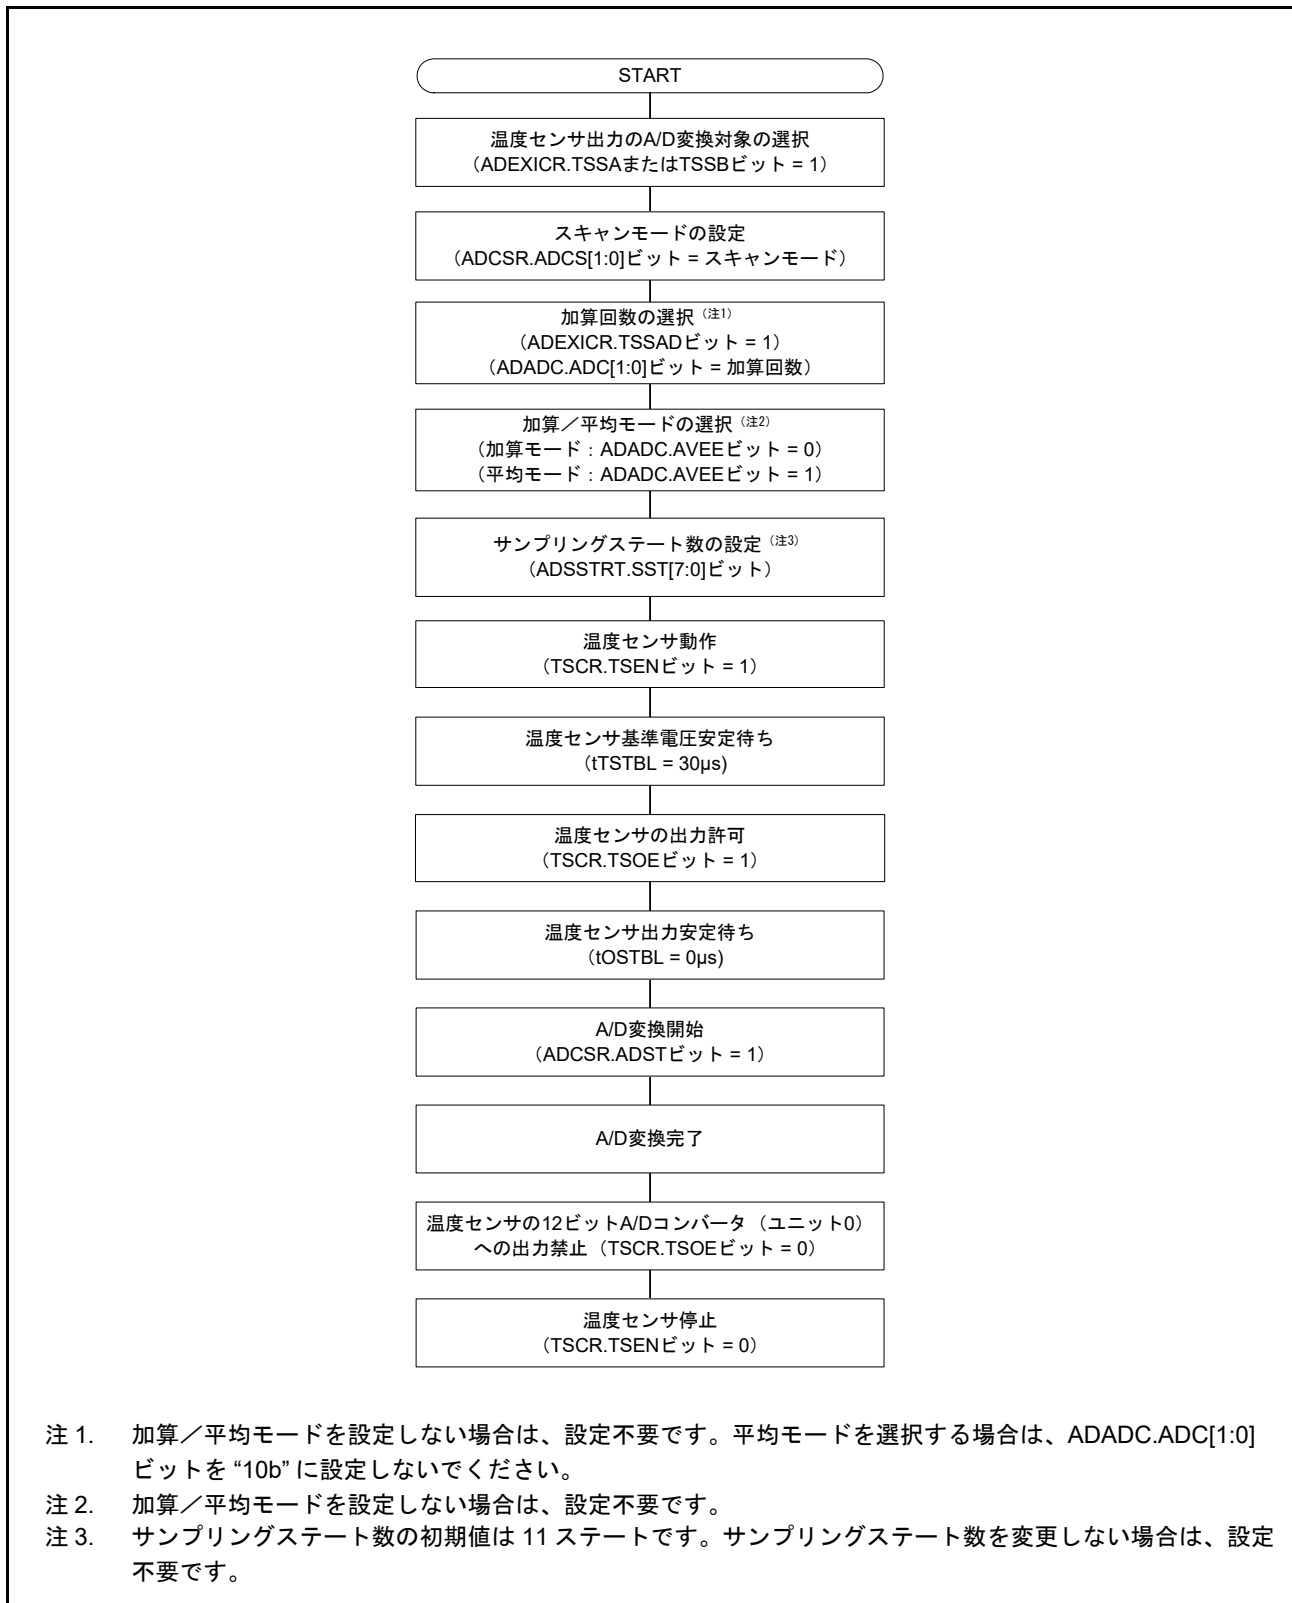 START
温度センサ出力のA/D変換対象の選択
（ADEXICR.TSSAまたはTSSBビット = 1）
スキャンモードの設定
（ADCSR.ADCS[1:0]ビット = スキャンモード）
加算回数の選択（注1）
（ADEXICR.TSSADビット = 1）
（ADADC.ADC[1:0]ビット = 加算回数）
加算／平均モードの選択（注2）
（加算モード：ADADC.AVEEビット = 0）
（平均モード：ADADC.AVEEビット = 1）
サンプリングステート数の設定（注3）
（ADSSTRT.SST[7:0]ビット）
温度センサ動作
（TSCR.TSENビット = 1）
温度センサ基準電圧安定待ち
（tTSTBL = 30µs)
温度センサの出力許可
（TSCR.TSOEビット = 1）
温度センサ出力安定待ち
（tOSTBL = 0µs)
A/D変換開始
（ADCSR.ADSTビット = 1）
A/D変換完了
温度センサの12ビットA/Dコンバータ（ユニット0）
への出力禁止（TSCR.TSOEビット = 0）
温度センサ停止
（TSCR.TSENビット = 0）
注 1. 加算／平均モードを設定しない場合は、設定不要です。平均モードを選択する場合は、ADADC.ADC[1:0]
ビットを “10b” に設定しないでください。
注 2. 加算／平均モードを設定しない場合は、設定不要です。
注 3. サンプリングステート数の初期値は 11 ステートです。サンプリングステート数を変更しない場合は、設定
不要です。